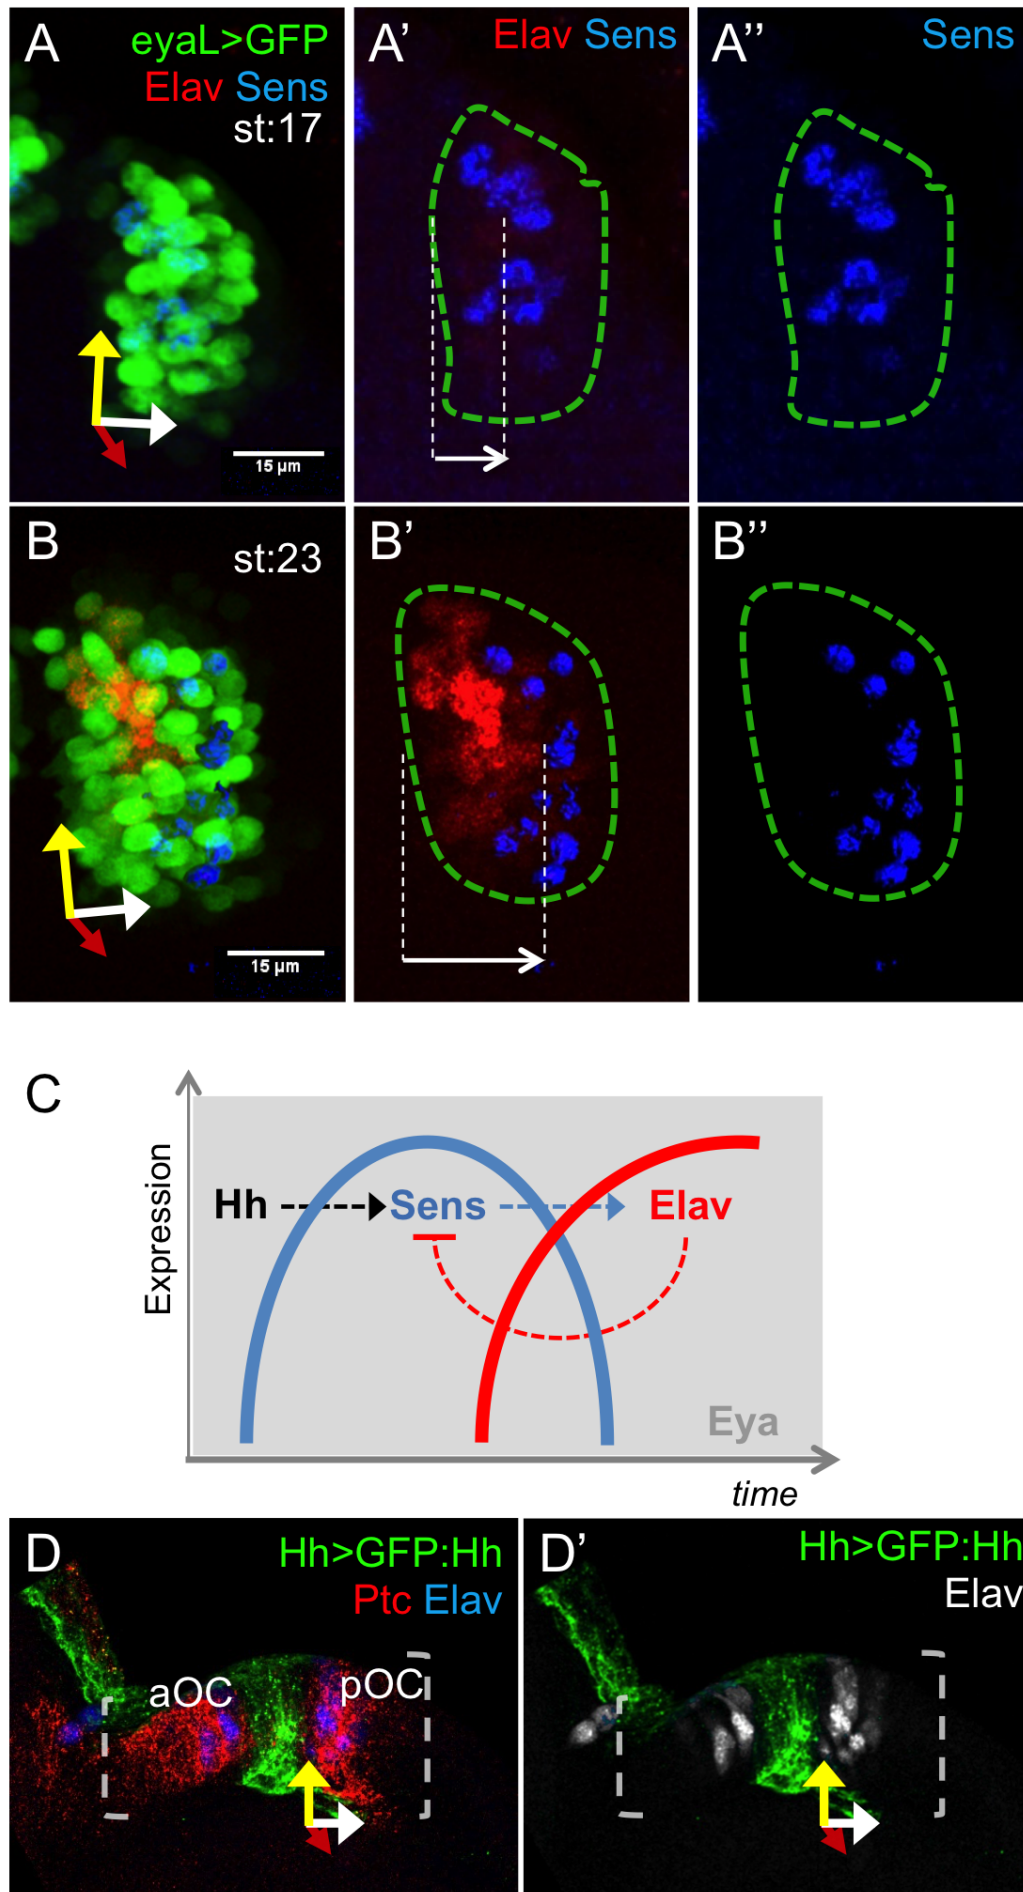 A
eyaL>GFP
Elav Sens
st:17
15 µm
A’
Elav Sens
A’’
Sens
B
st:23
15 µm
B’
B’’
C
Expression
Hh
Sens
Elav
Eya
time
D
Hh>GFP:Hh
Ptc Elav
aOC
pOC
D’
Hh>GFP:Hh
Elav